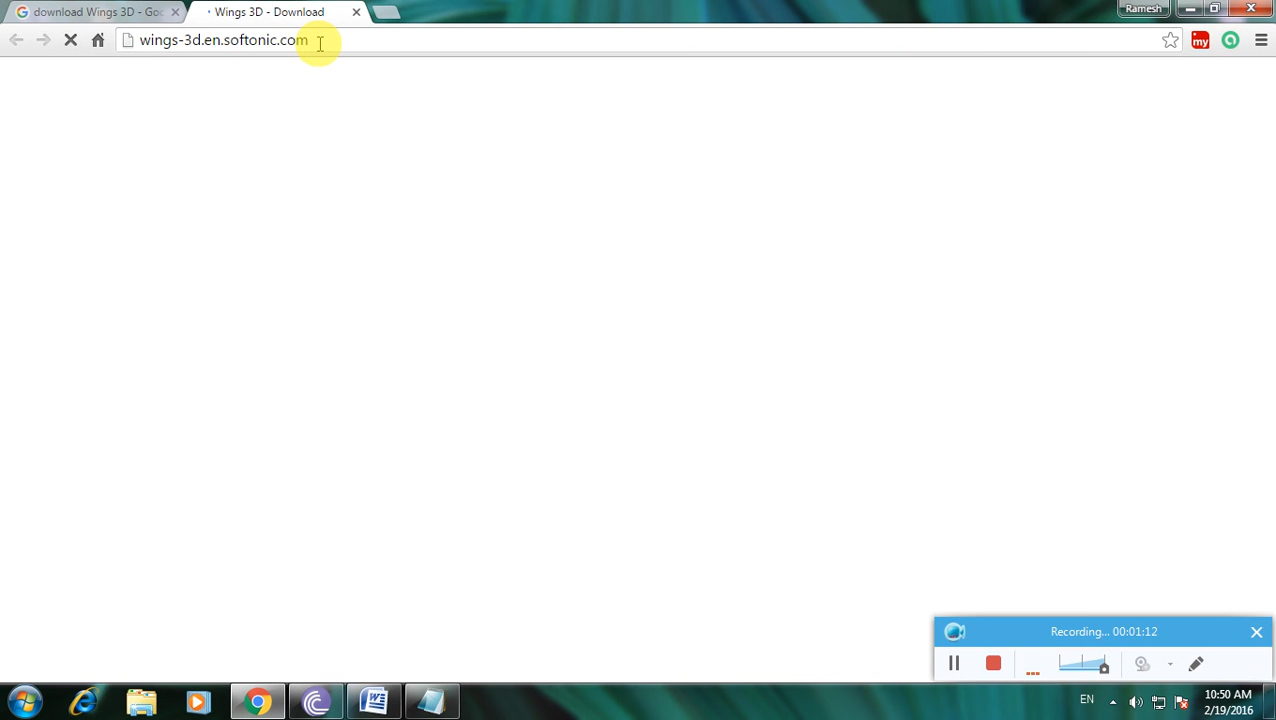 download Wings 3D - Goo
Wings 3D - Download
Ramesh
wings-3d.en.softonic.com
my
a
Recording... 00:01:12
EN
10:50 AM
2/19/2016